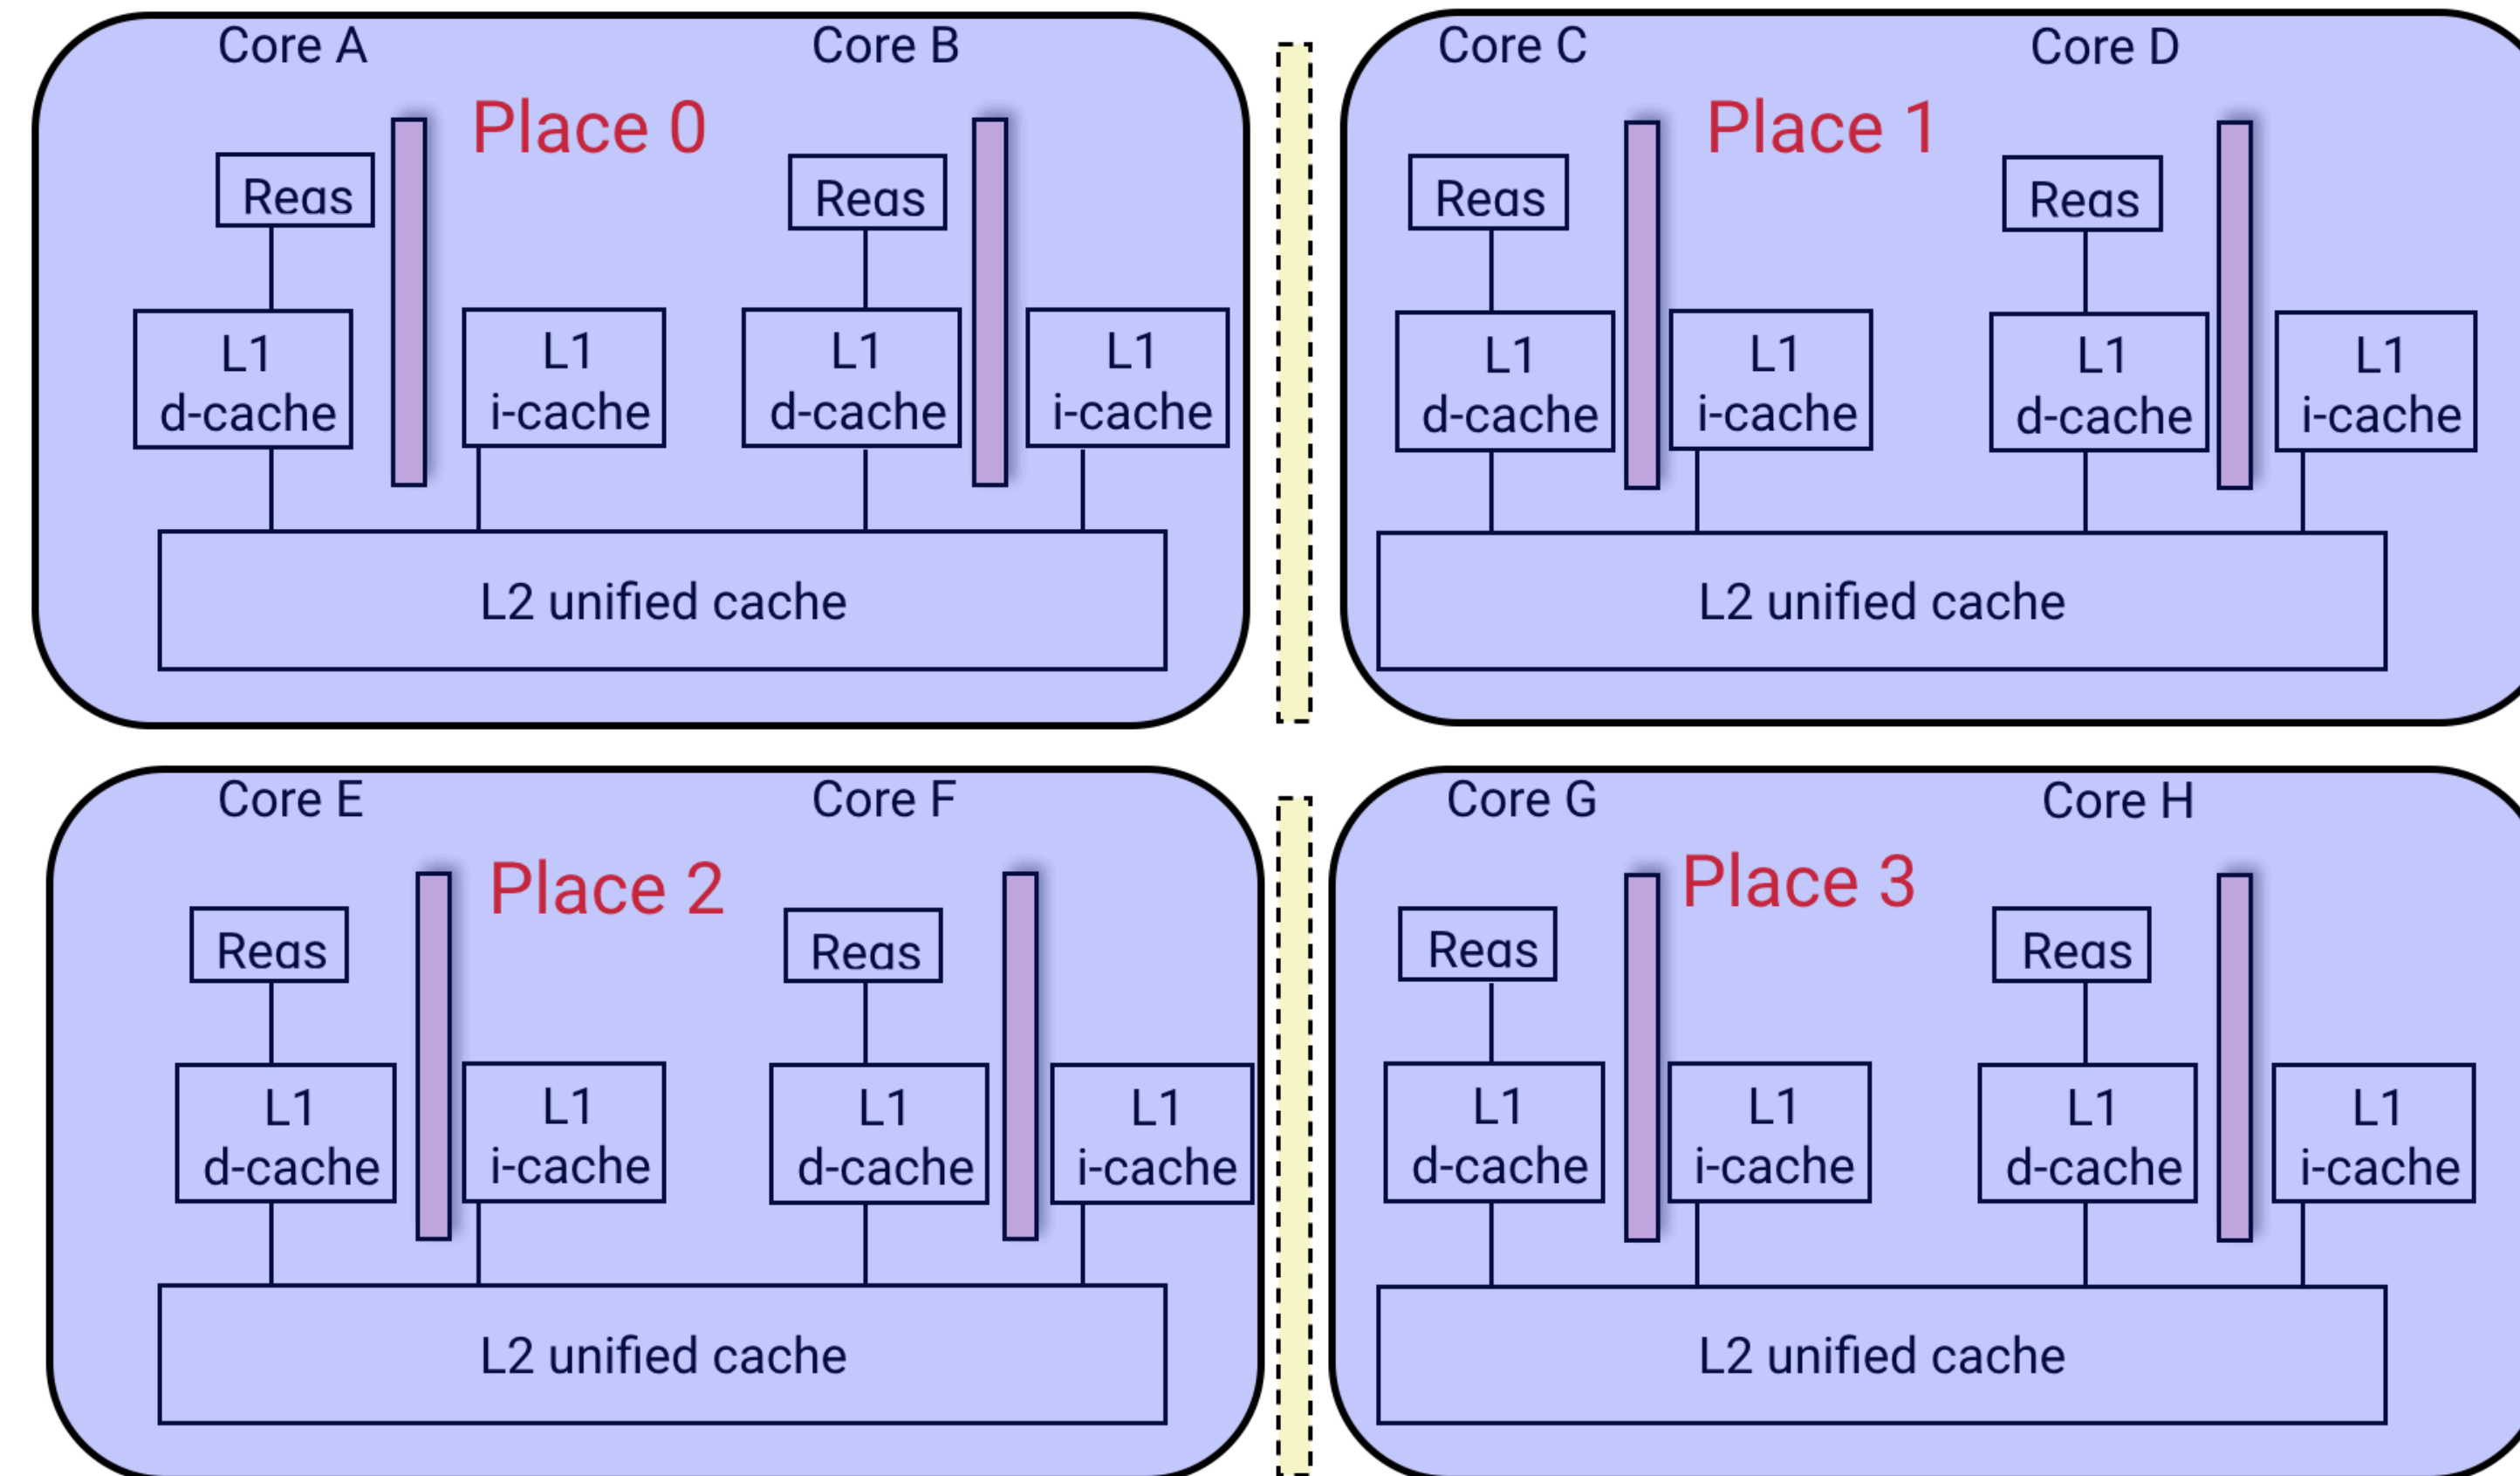 Core A
Core B
Core C
Core D
Place 0
Place 1
Regs
Regs
Regs
Regs
L1
d-cache
L1
i-cache
L1
d-cache
L1
i-cache
L1
d-cache
L1
i-cache
L1
d-cache
L1
i-cache
L2 unified cache
L2 unified cache
Core E
Core F
Core G
Core H
Place 2
Place 3
Regs
Regs
Regs
Regs
L1
d-cache
L1
i-cache
L1
d-cache
L1
i-cache
L1
d-cache
L1
i-cache
L1
d-cache
L1
i-cache
L2 unified cache
L2 unified cache